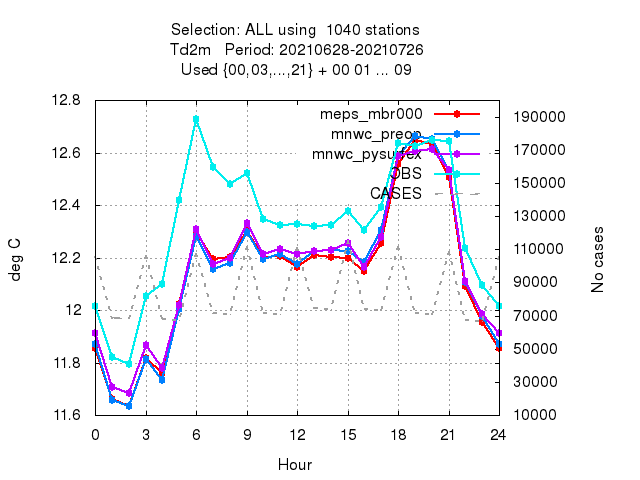 Selection: ALL using  1040 stations
Td2m   Period: 20210628-20210726
Used {00,03,...,21} + 00 01 ... 09
meps_mbr000
mnwc_preop
mnwc_pysurfex
OBS
CASES
12.8
12.6
12.4
12.2
12
11.8
11.6
deg C
190000
170000
150000
130000
110000
90000
70000
50000
30000
10000
No cases
0 3 6 9 12 15 18 21 24
Hour